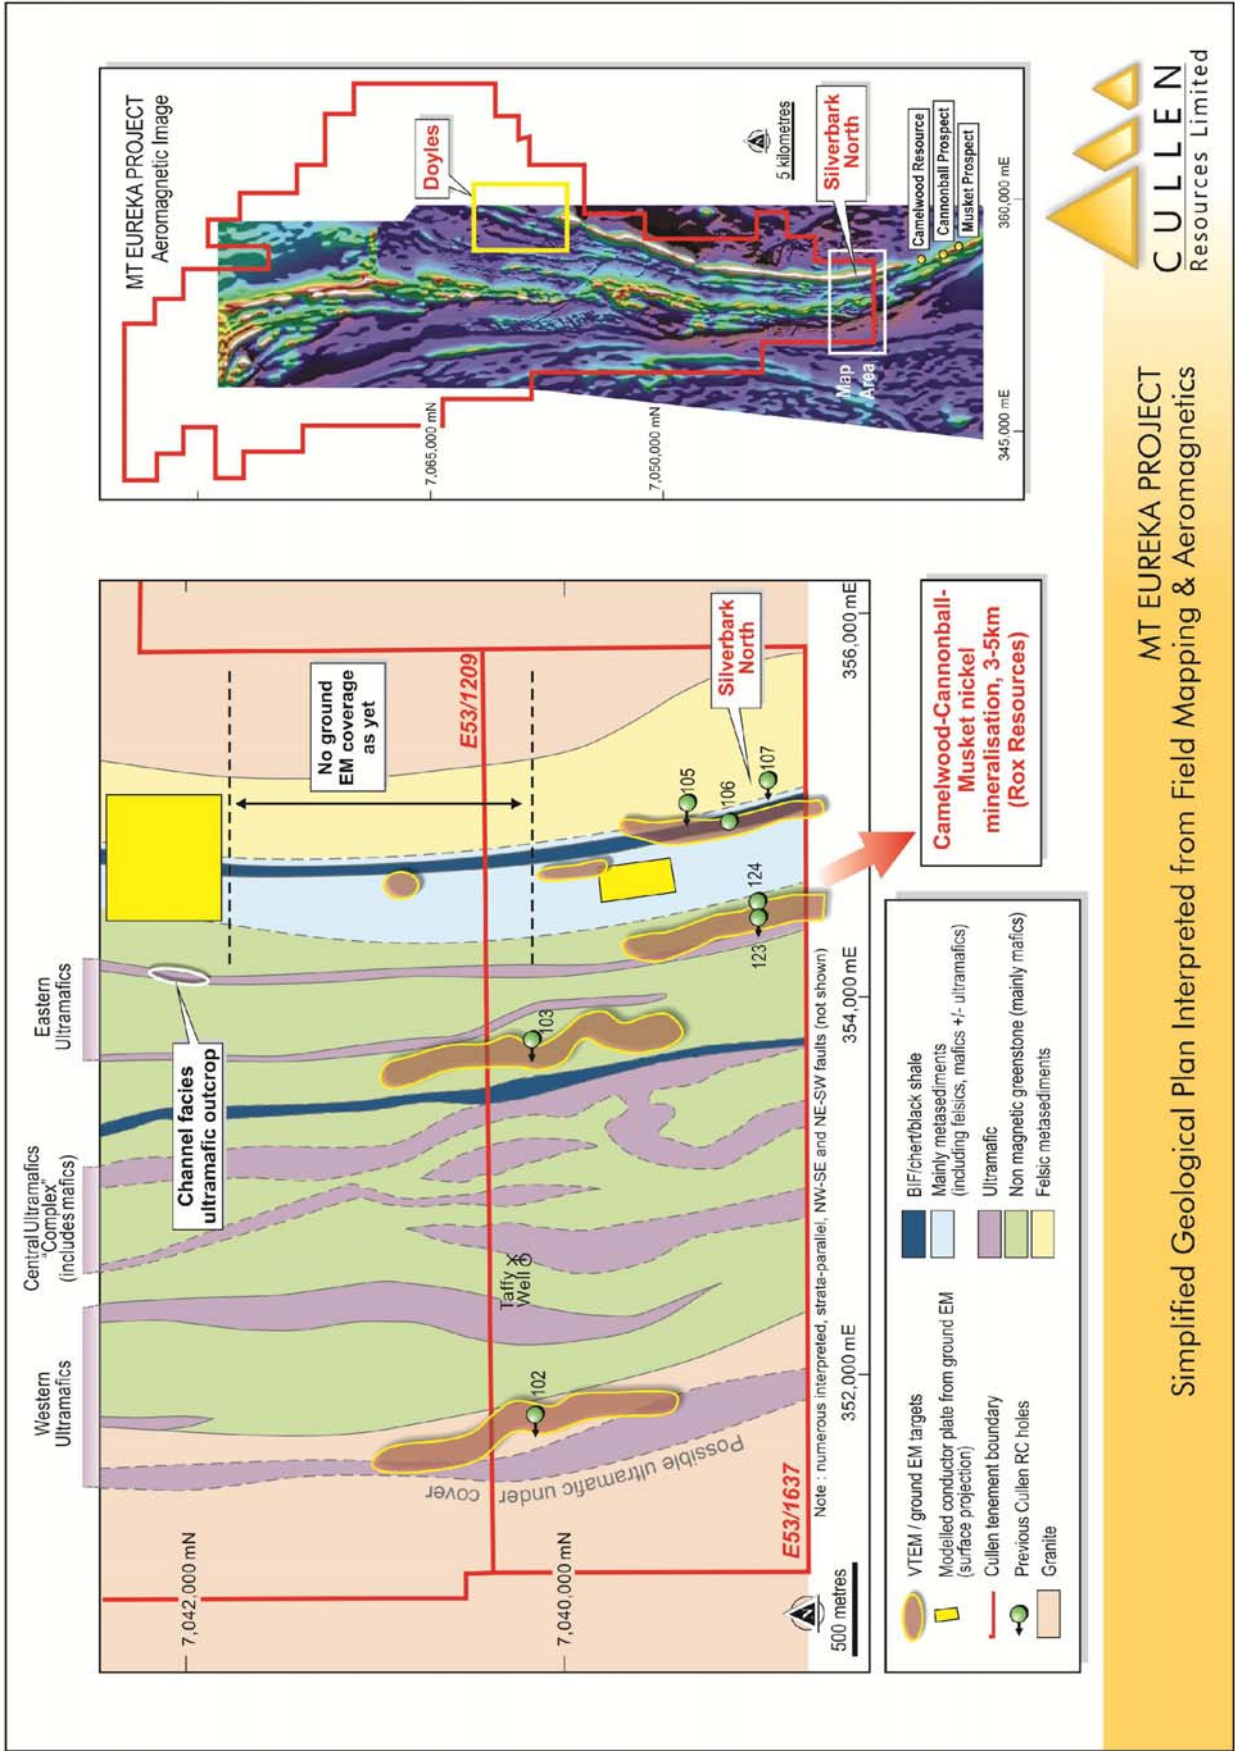 Western
Ultramafics
Central Ultramafics
"Complex"
(includes mafics)
Eastern
Ultramafics
7,042,000 mN
7,040,000 mN
Channel facies
ultramafic outcrop
No ground
EM coverage
as yet
E53/1209
E53/1637
Taffy
Well
102
103
105
106
107
123
124
Silverbark
North
Possible ultramafic under cover
500 metres
N
Note : numerous interpreted, strata-parallel, NW-SE and NE-SW faults (not shown)
352,000 mE
354,000 mE
356,000 mE
VTEM / ground EM targets
Modelled conductor plate from ground EM
(surface projection)
Cullen tenement boundary
Previous Cullen RC holes
Granite
BIF/chert/black shale
Mainly metasediments
(including felsics, mafics +/- ultramafics)
Ultramafic
Non magnetic greenstone (mainly mafics)
Felsic metasediments
Camelwood-Cannonball-
Musket nickel
mineralisation, 3-5km
(Rox Resources)
MT EUREKA PROJECT
Aeromagnetic Image
Doyles
7,065,000 mN
7,050,000 mN
5 kilometres
Silverbark
North
Map
Area
Camelwood Resource
Cannonball Prospect
Musket Prospect
345,000 mE
360,000 mE
MT EUREKA PROJECT
Simplified Geological Plan Interpreted from Field Mapping & Aeromagnetics
CULLEN
Resources Limited